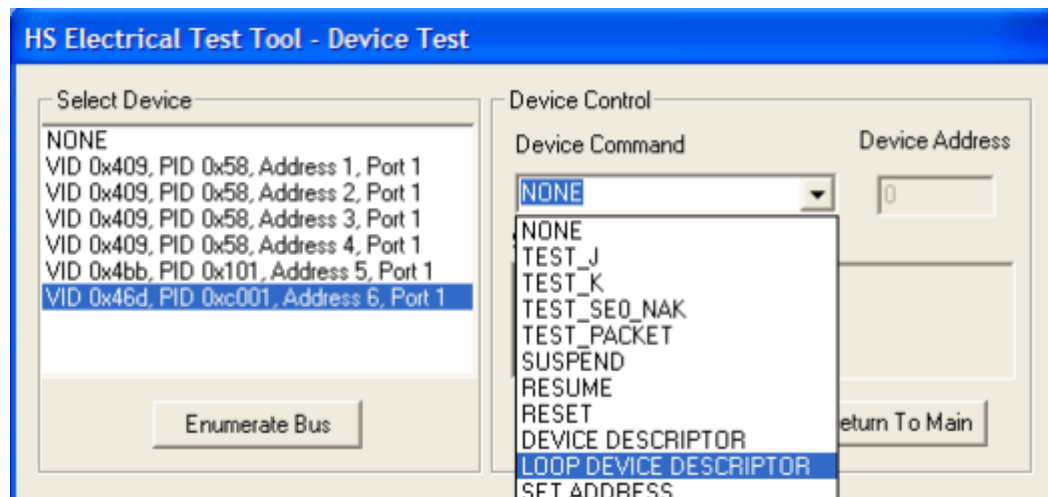 HS Electrical Test Tool - Device Test
Select Device
NONE
VID 0x409, PID 0x58, Address 1, Port 1
VID 0x409, PID 0x58, Address 2, Port 1
VID 0x409, PID 0x58, Address 3, Port 1
VID 0x409, PID 0x58, Address 4, Port 1
VID 0x4bb, PID 0x101, Address 5, Port 1
VID 0x46d, PID 0xc001, Address 6, Port 1
Enumerate Bus
Device Control
Device Command
Device Address
NONE
0
NONE
TEST_J
TEST_K
TEST_SE0_NAK
TEST_PACKET
SUSPEND
RESUME
RESET
DEVICE DESCRIPTOR
LOOP DEVICE DESCRIPTOR
SET ADDRESS
eturn To Main